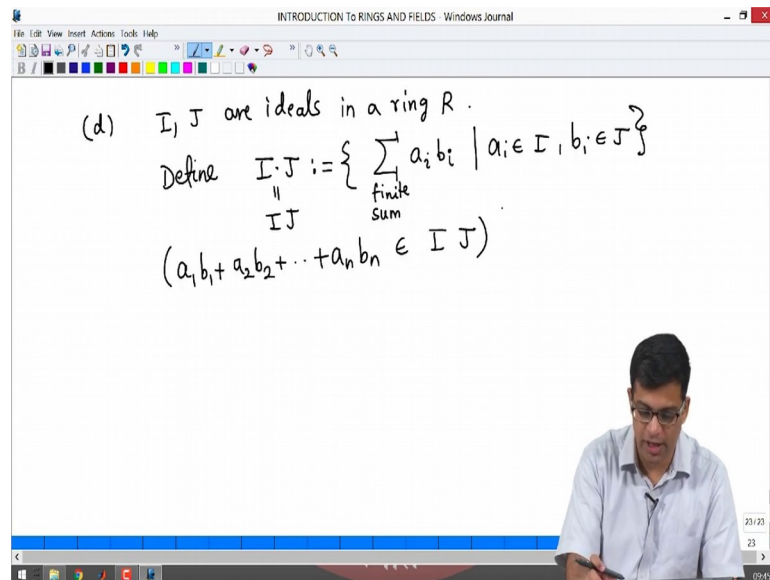 INTRODUCTION To RINGS AND FIELDS - Windows Journal
File Edit View Insert Actions Tools Help
B I
(d) I, J are ideals in a ring R.
Define I·J := { ∑ aᵢbᵢ | aᵢ ∈ I, bᵢ ∈ J }
finite
sum
||
IJ
(a₁b₁ + a₂b₂ + ·· + aₙbₙ ∈ I J)
23/23
23